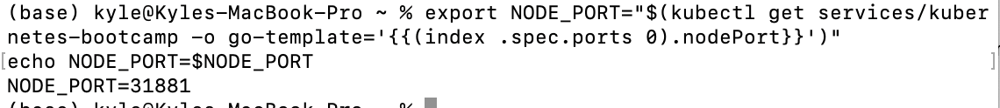 (base) kyle@Kyles-MacBook-Pro ~ % export NODE_PORT="$(kubectl get services/kuber
netes-bootcamp -o go-template='{{(index .spec.ports 0).nodePort}}')"
[echo NODE_PORT=$NODE_PORT ]
NODE_PORT=31881
(base) kyle@Kyles-MacBook-Pro ~ %